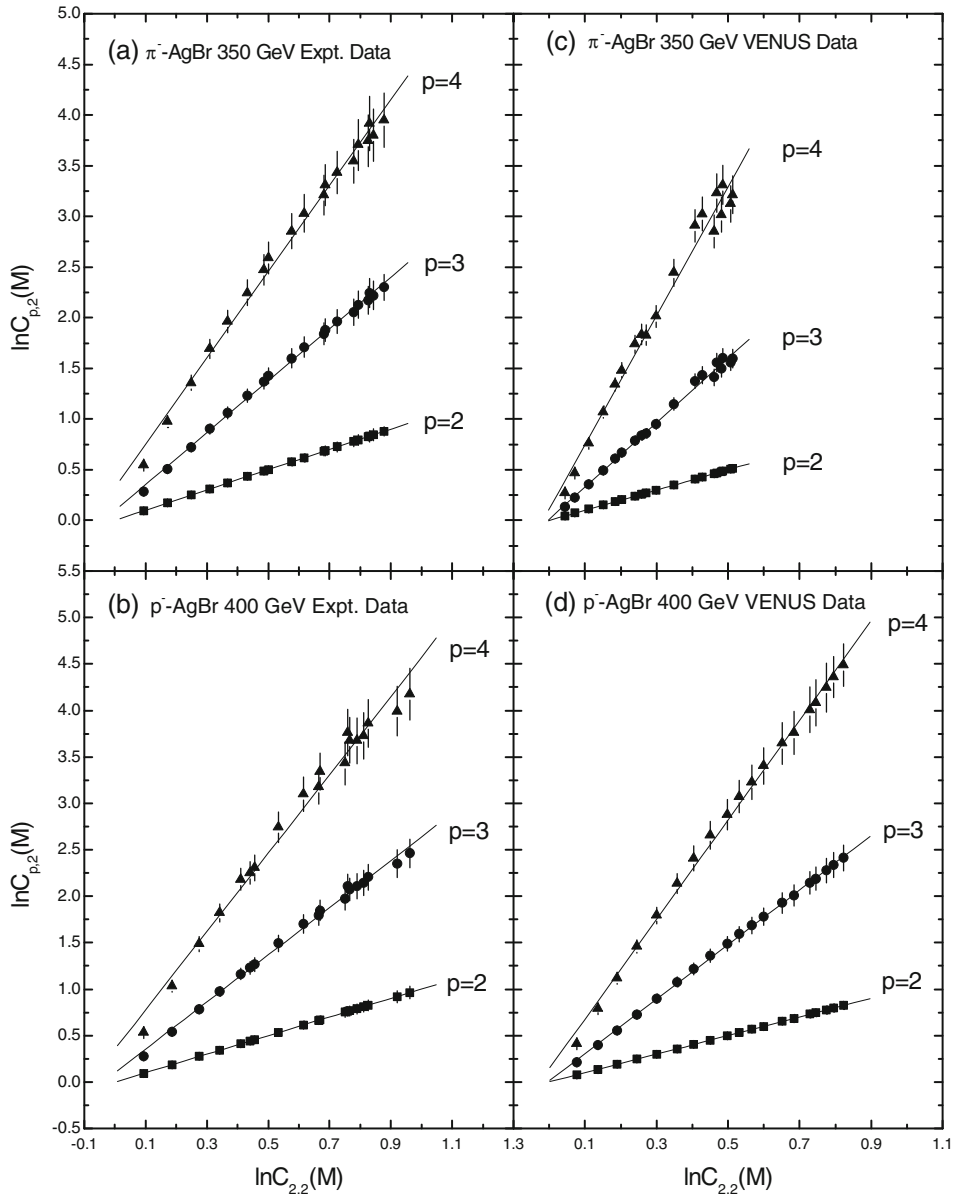 (a) π⁻-AgBr 350 GeV Expt. Data
5.0
4.5
4.0
3.5
3.0
2.5
2.0
1.5
1.0
0.5
0.0
lnCₚ,₂(M)
p=4
p=3
p=2
(c) π⁻-AgBr 350 GeV VENUS Data
p=4
p=3
p=2
(b) p⁻-AgBr 400 GeV Expt. Data
5.5
5.0
4.5
4.0
3.5
3.0
2.5
2.0
1.5
1.0
0.5
0.0
-0.5
lnCₚ,₂(M)
p=4
p=3
p=2
-0.1 0.1 0.3 0.5 0.7 0.9 1.1
lnC₂.₂(M)
(d) p⁻-AgBr 400 GeV VENUS Data
p=4
p=3
p=2
1.3 0.1 0.3 0.5 0.7 0.9 1.1
lnC₂.₂(M)